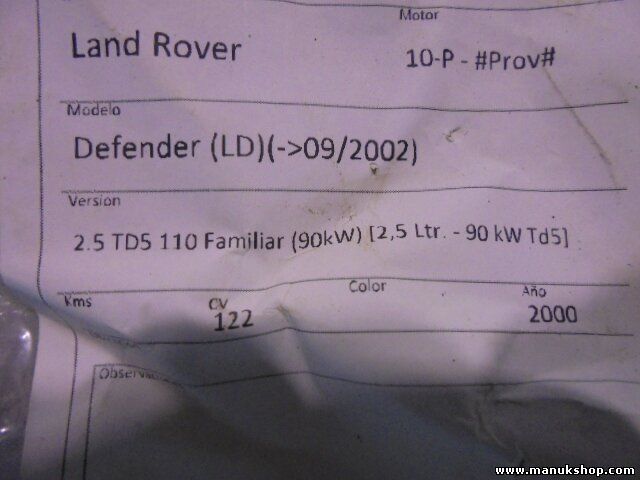 Motor
Land Rover
10-P - #Prov#
Modelo
Defender (LD)(->09/2002)
Version
2.5 TD5 110 Familiar (90kW) [2,5 Ltr. - 90 kW Td5]
Kms
CV
Color
Año
122
2000
www.manukshop.com